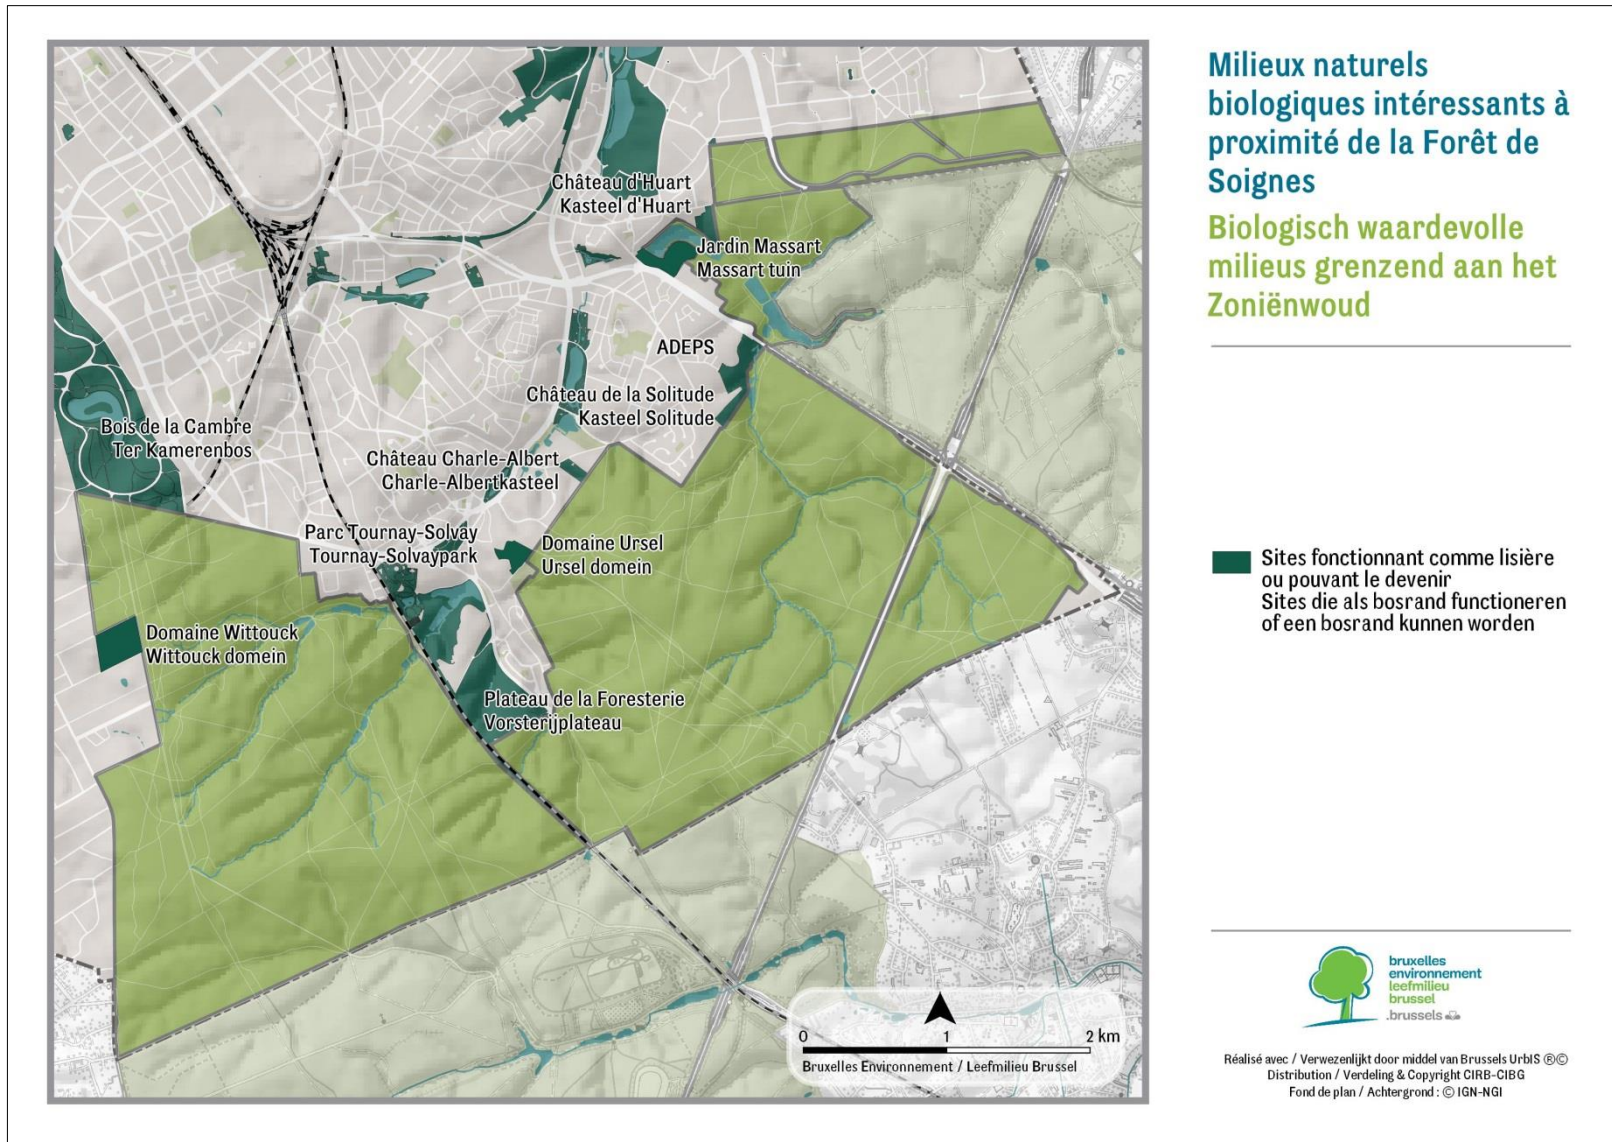 Milieux naturels
biologiques intéressants à
proximité de la Forêt de
Soignes
Biologisch waardevolle
milieus grenzend aan het
Zoniënwoud
Château d'Huart
Kasteel d'Huart
Jardin Massart
Massart tuin
ADEPS
Château de la Solitude
Kasteel Solitude
Bois de la Cambre
Ter Kamerenbos
Château Charle-Albert
Charle-Albertkasteel
Parc Tournay-Solvay
Tournay-Solvaypark
Domaine Ursel
Ursel domein
Domaine Wittouck
Wittouck domein
Plateau de la Foresterie
Vorsterijplateau
Sites fonctionnant comme lisière
ou pouvant le devenir
Sites die als bosrand functioneren
of een bosrand kunnen worden
0 1 2 km
Bruxelles Environnement / Leefmilieu Brussel
bruxelles
environnement
leefmilieu
brussel
.brussels
Réalisé avec / Verwezenlijkt door middel van Brussels UrbIS ®©
Distribution / Verdeling & Copyright CIRB-CIBG
Fond de plan / Achtergrond : © IGN-NGI